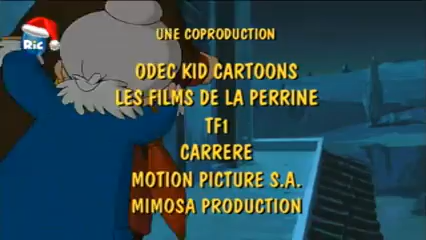 Ric
UNE COPRODUCTION
ODEC KID CARTOONS
LES FILMS DE LA PERRINE
TF1
CARRERE
MOTION PICTURE S.A.
MIMOSA PRODUCTION